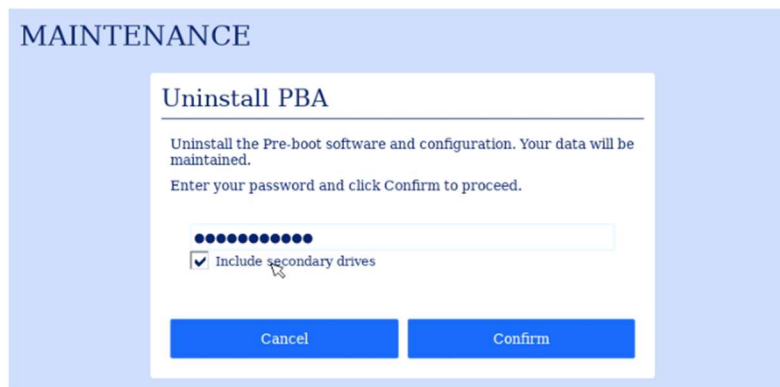 MAINTENANCE
Uninstall PBA
Uninstall the Pre-boot software and configuration. Your data will be
maintained.
Enter your password and click Confirm to proceed.
●●●●●●●●●●●
Include secondary drives
Cancel Confirm